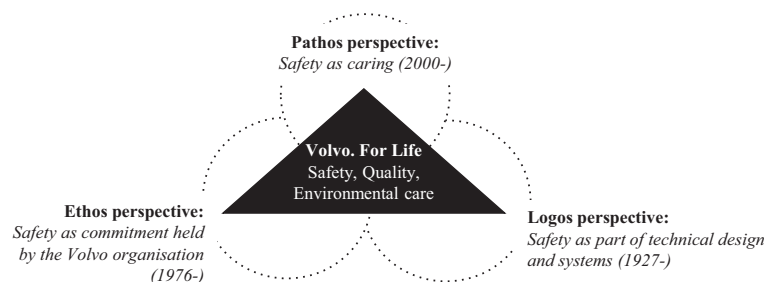 Pathos perspective:
Safety as caring (2000-)
Volvo. For Life
Safety, Quality,
Environmental care
Ethos perspective:
Safety as commitment held
by the Volvo organisation
(1976-)
Logos perspective:
Safety as part of technical design
and systems (1927-)